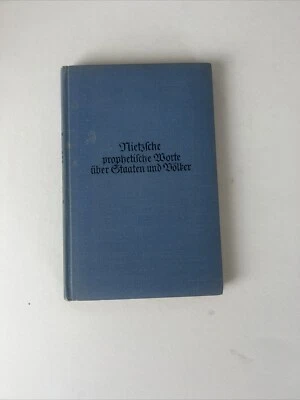 Nietzsche
prophetische Worte
über Staaten und Völker